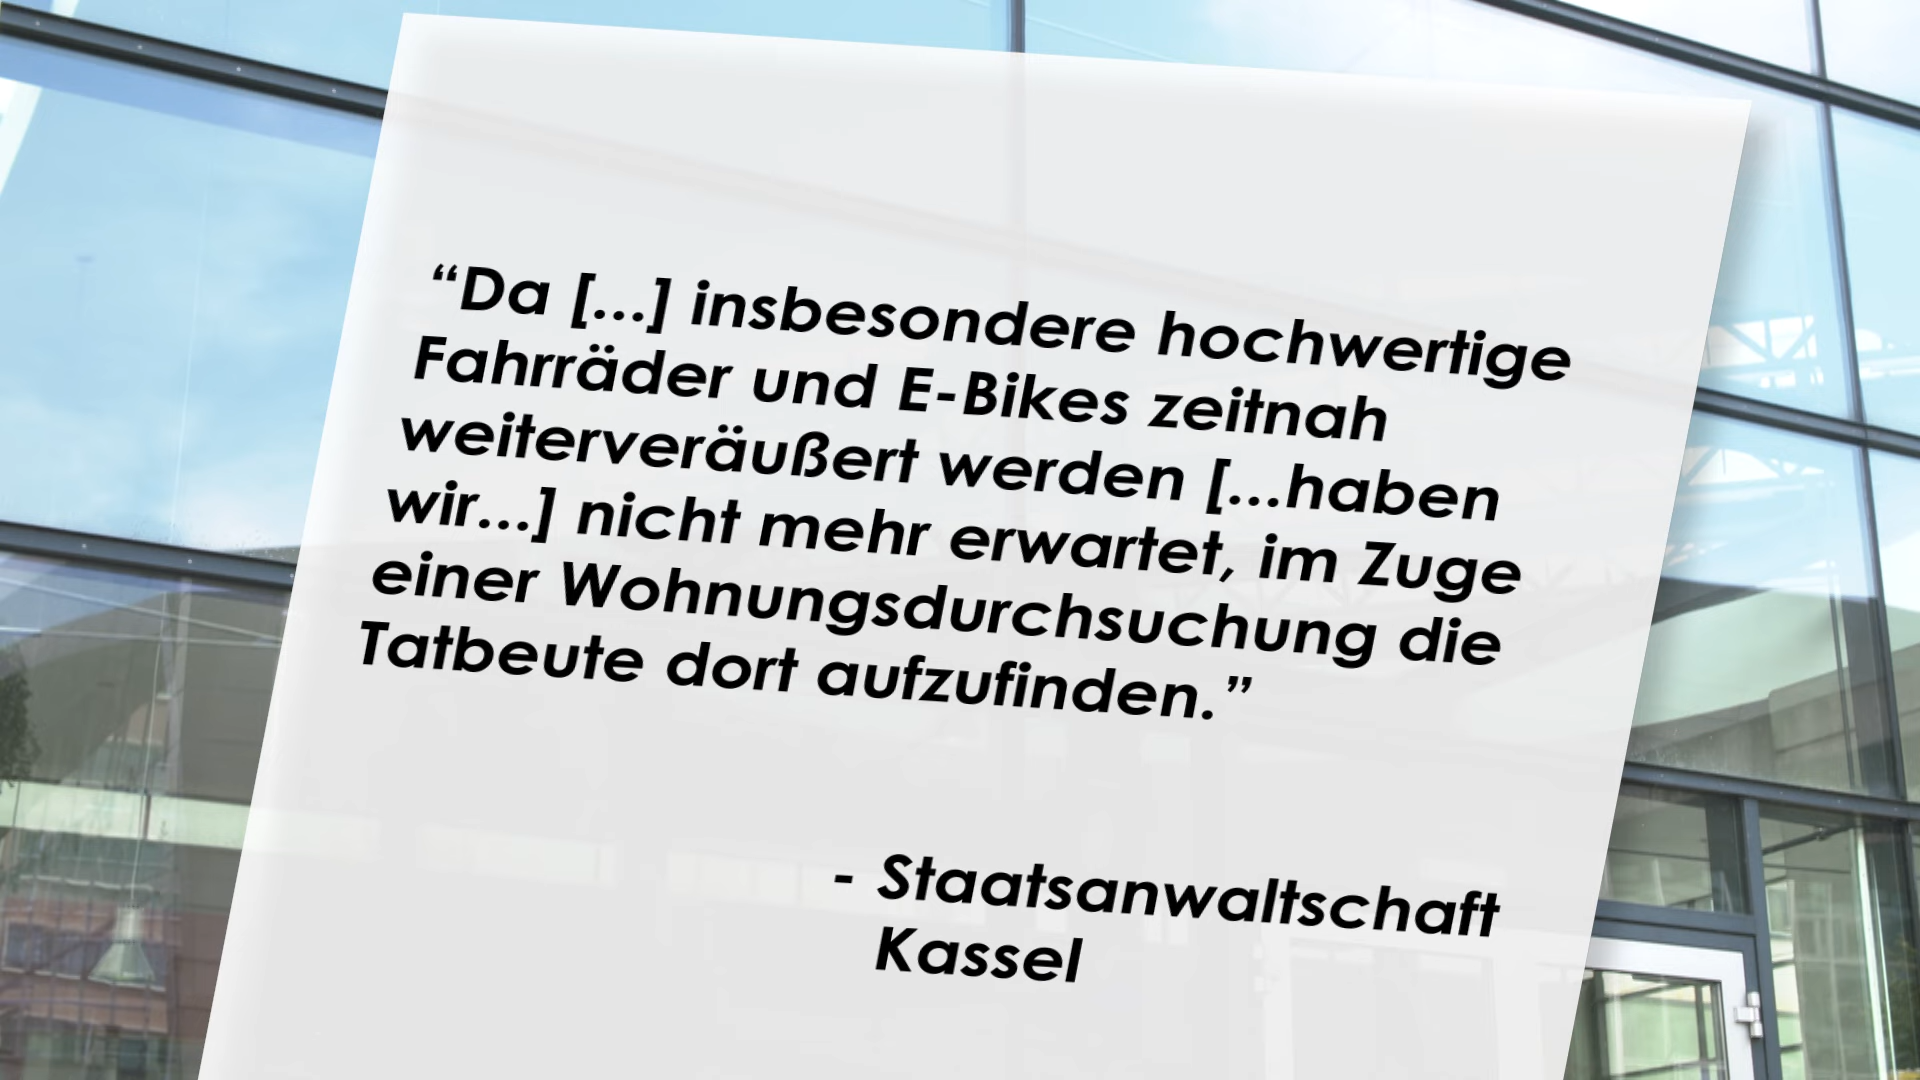 “Da [...] insbesondere hochwertige
Fahrräder und E-Bikes zeitnah
weiterveräußert werden [...haben
wir...] nicht mehr erwartet, im Zuge
einer Wohnungsdurchsuchung die
Tatbeute dort aufzufinden.”
- Staatsanwaltschaft
Kassel